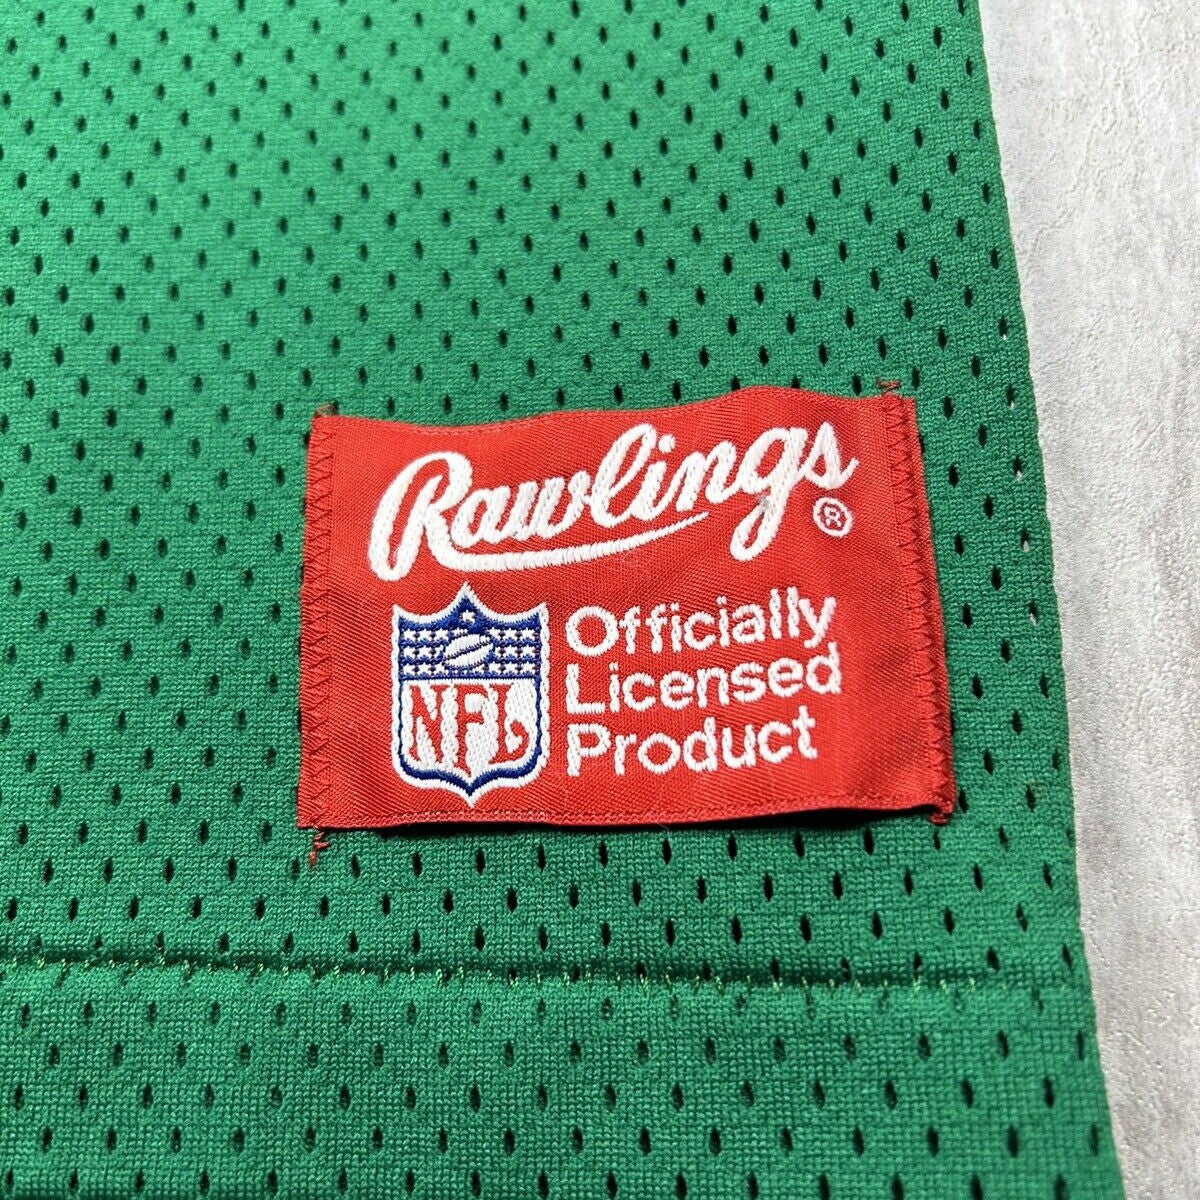 Rawlings®
NFL
Officially
Licensed
Product